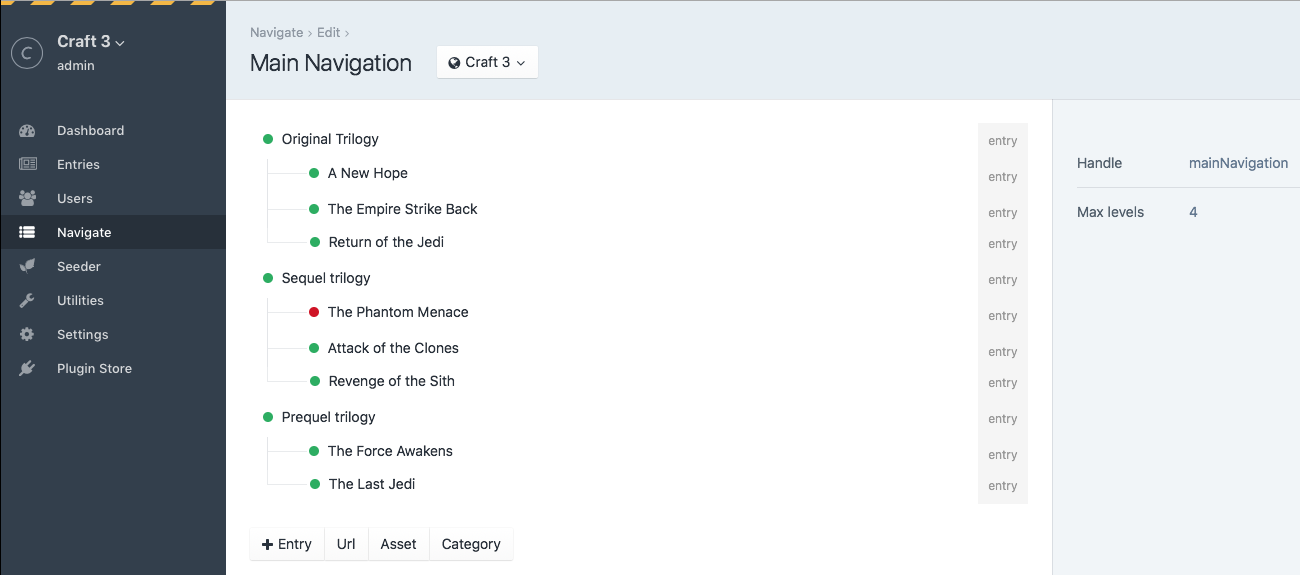 C
Craft 3
admin
Dashboard
Entries
Users
Navigate
Seeder
Utilities
Settings
Plugin Store
Navigate › Edit ›
Main Navigation
Craft 3
Original Trilogy entry
A New Hope entry
The Empire Strike Back entry
Return of the Jedi entry
Sequel trilogy entry
The Phantom Menace entry
Attack of the Clones entry
Revenge of the Sith entry
Prequel trilogy entry
The Force Awakens entry
The Last Jedi entry
+ Entry Url Asset Category
Handle mainNavigation
Max levels 4